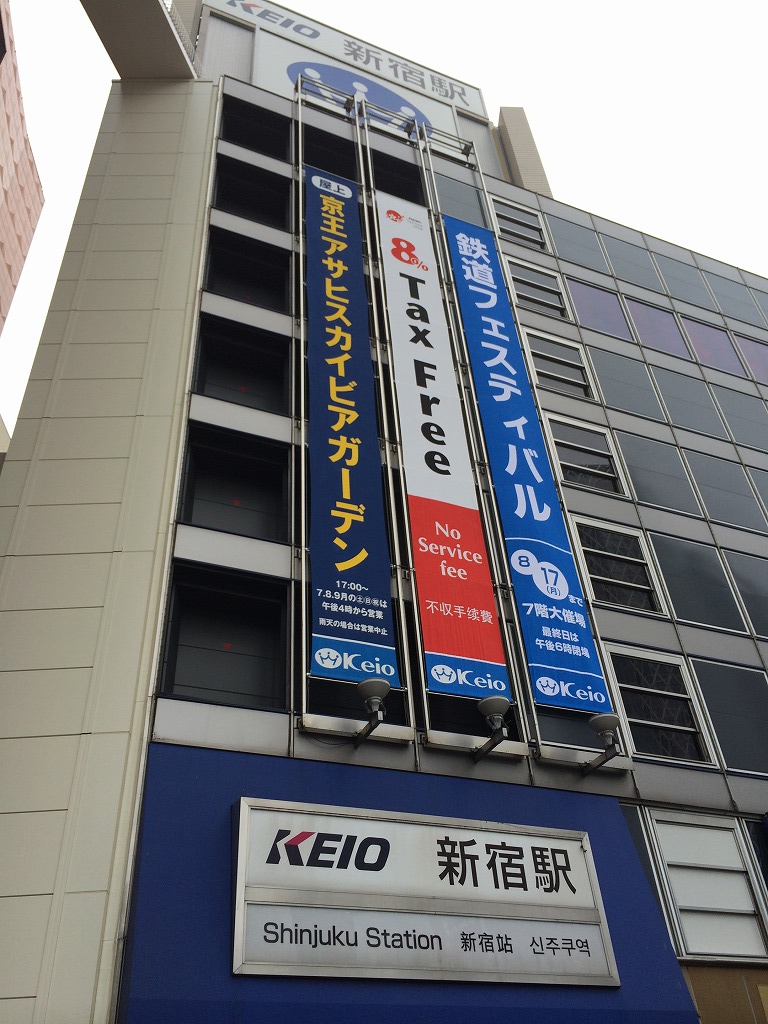 KEIO
新宿駅
屋上
京王アサヒスカイビアガーデン
17:00~
7.8.9月の土日祝は
午後4時から営業
雨天の場合は営業中止
Keio
8%
Tax Free
No
Service
fee
不収手续費
Keio
鉄道フェスティバル
8/17(月)まで
7階大催場
最終日は
午後6時閉場
Keio
KEIO 新宿駅
Shinjuku Station 新宿站 신주쿠역